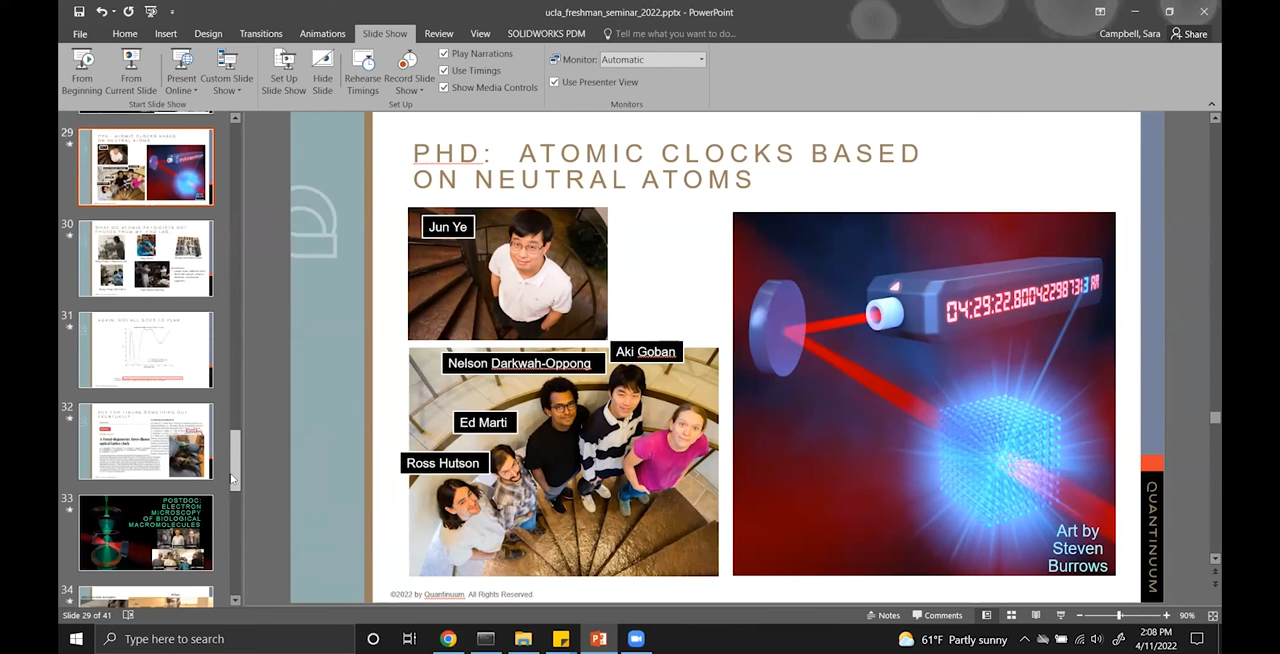 ucla_freshman_seminar_2022.pptx - PowerPoint
File
Home
Insert
Design
Transitions
Animations
Slide Show
Review
View
SOLIDWORKS PDM
Tell me what you want to do...
Campbell, Sara
Share
From Beginning
From Current Slide
Present Online
Custom Slide Show
Set Up Slide Show
Hide Slide
Rehearse Timings
Record Slide Show
Play Narrations
Use Timings
Show Media Controls
Monitor:
Automatic
Use Presenter View
Start Slide Show
Set Up
Monitors
29
30
31
32
33
POSTDOC:
ELECTRON
MICROSCOPY
OF BIOLOGICAL
MACROMOLECULES
34
PHD: ATOMIC CLOCKS BASED
ON NEUTRAL ATOMS
Jun Ye
Nelson Darkwah-Oppong
Aki Goban
Ed Marti
Ross Hutson
Art by
Steven
Burrows
QUANTINUUM
©2022 by Quantinuum. All Rights Reserved.
Slide 29 of 41
Notes
Comments
90%
Type here to search
61°F Partly sunny
2:08 PM
4/11/2022